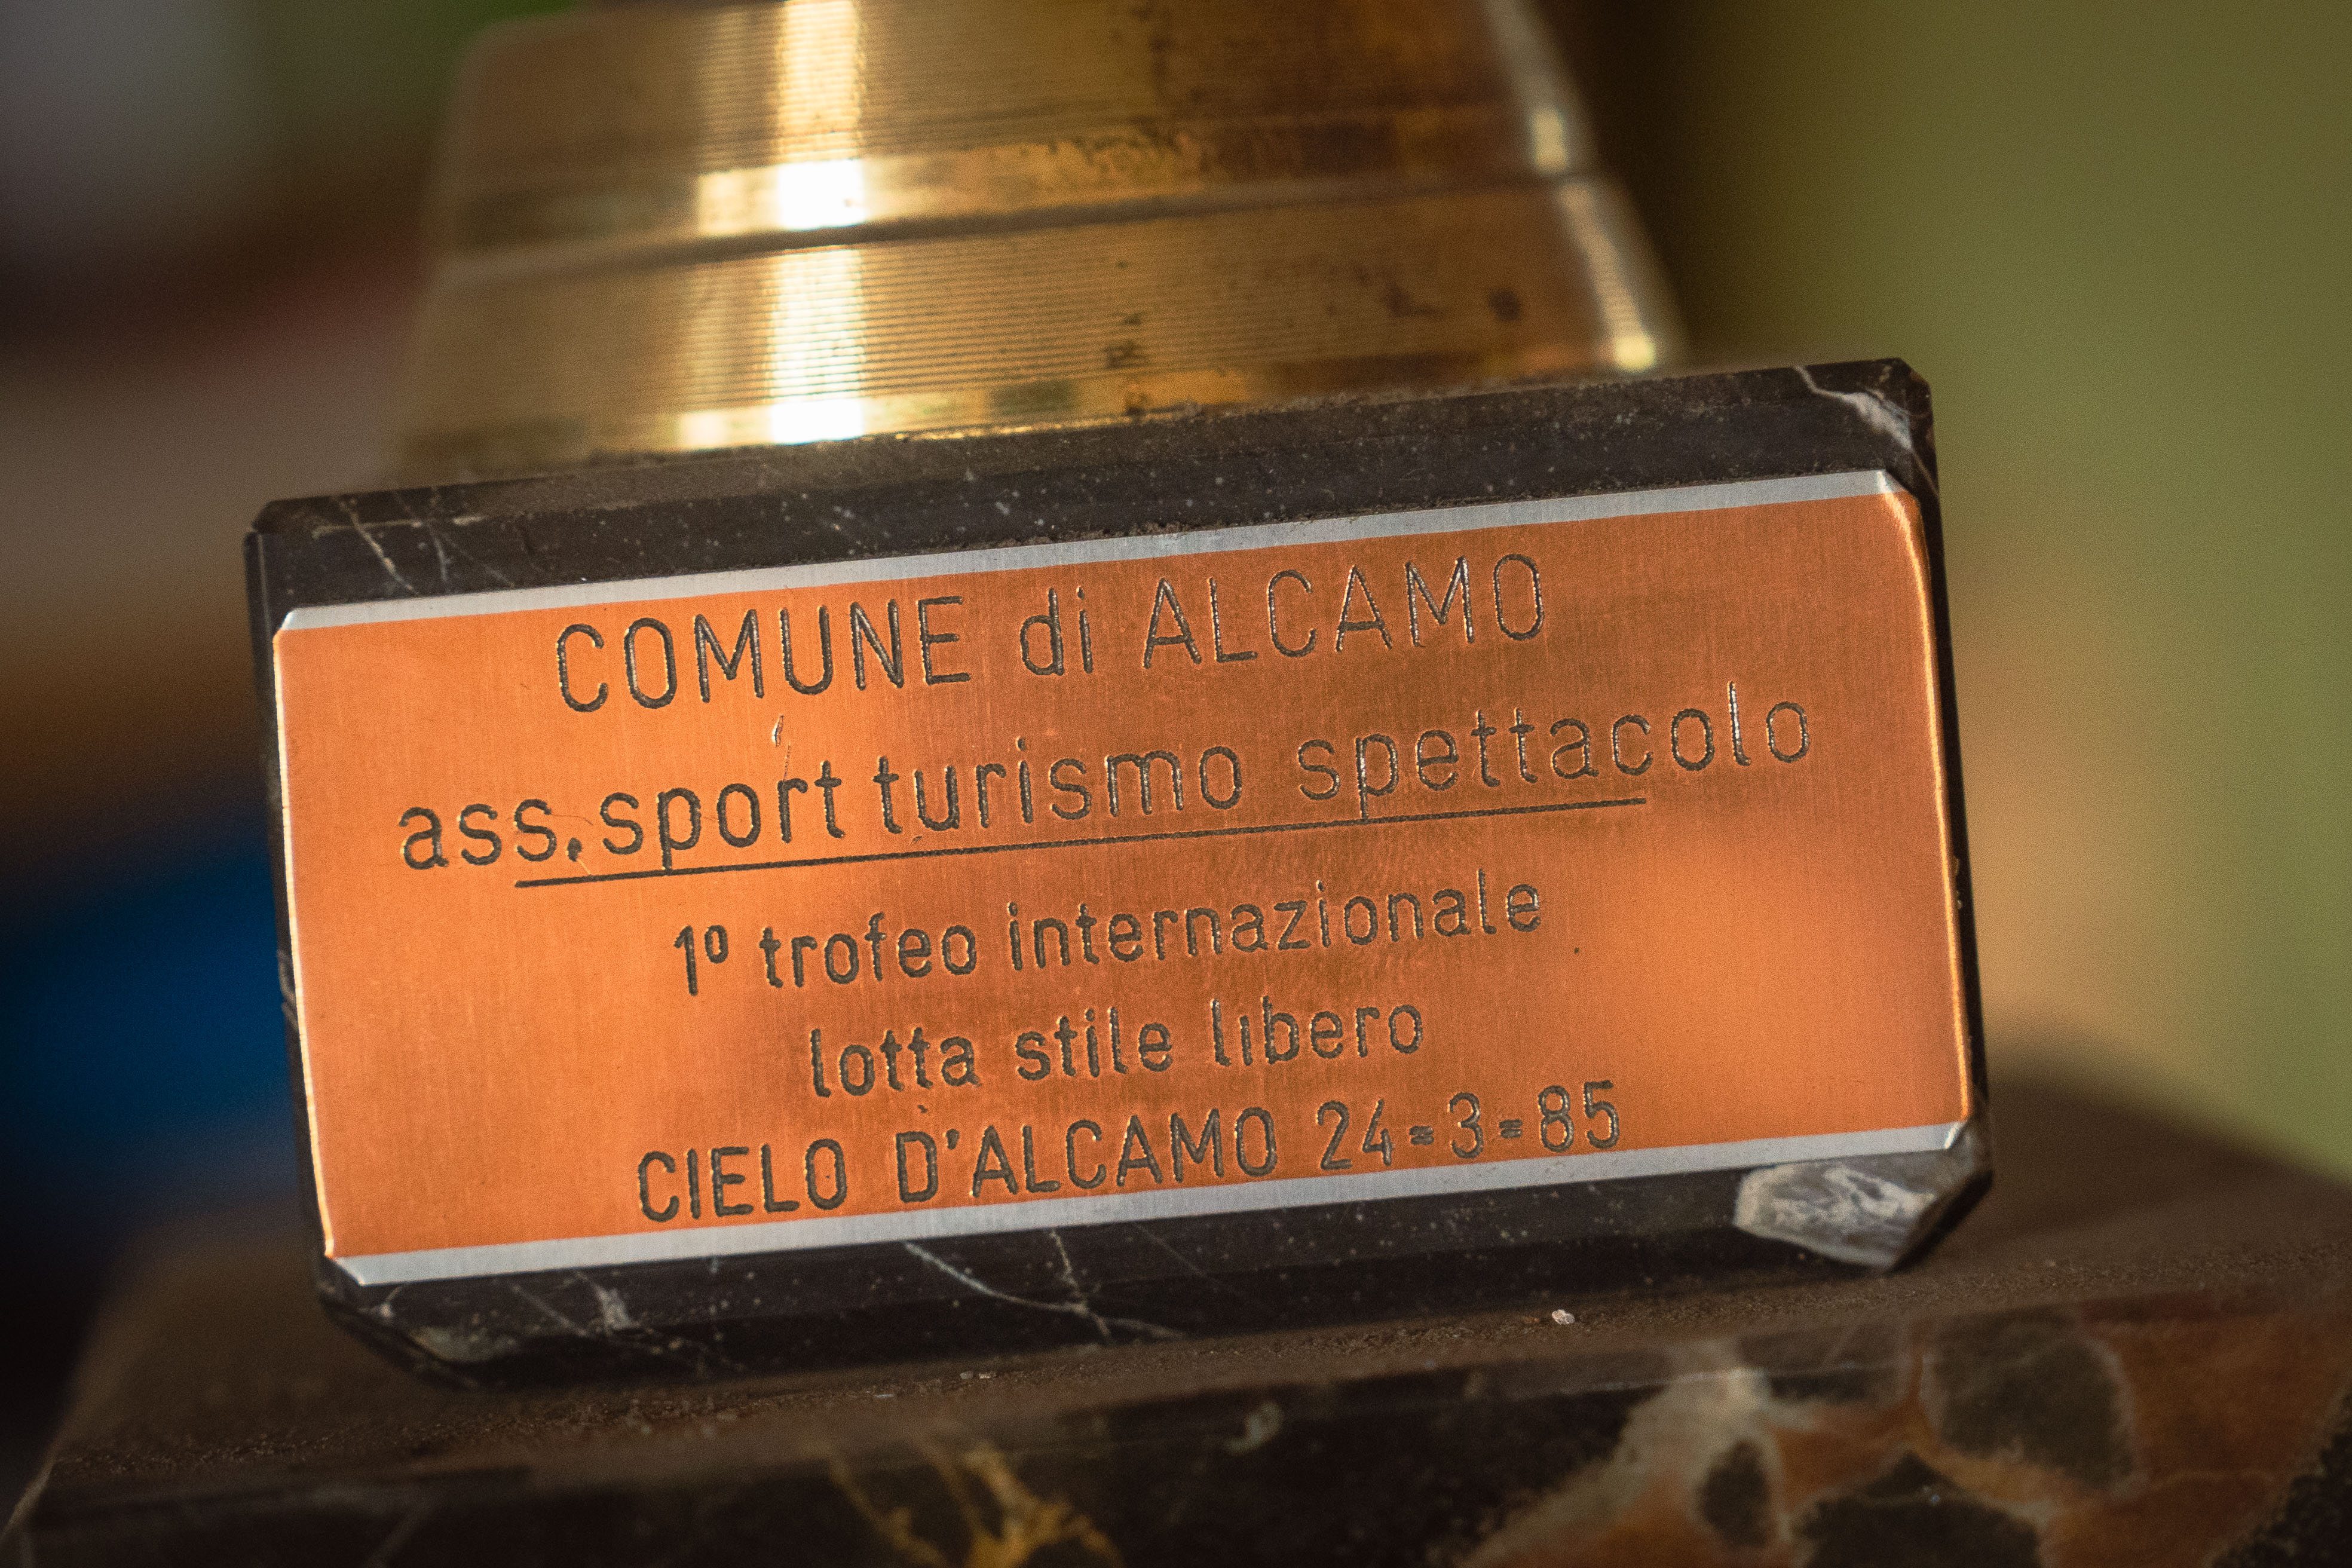 COMUNE di ALCAMO
ass.sport turismo spettacolo
1º trofeo internazionale
lotta stile libero
CIELO D'ALCAMO 24=3=85